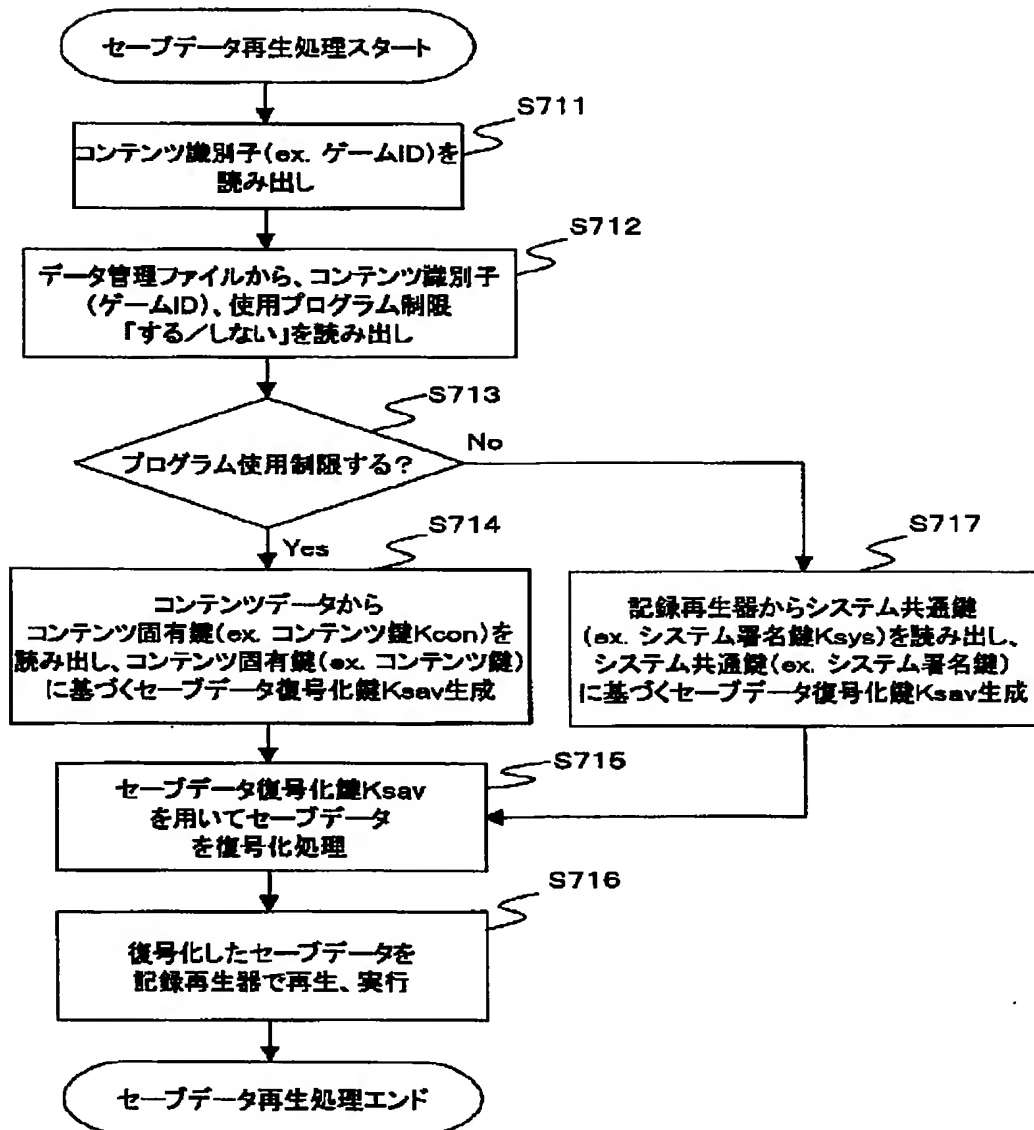 セーブデータ再生処理スタート
S711
コンテンツ識別子(ex. ゲームID)を
読み出し
S712
データ管理ファイルから、コンテンツ識別子
(ゲームID)、使用プログラム制限
「する/しない」を読み出し
S713
プログラム使用制限する?
No
Yes
S714
コンテンツデータから
コンテンツ固有鍵(ex. コンテンツ鍵Kcon)を
読み出し、コンテンツ固有鍵(ex. コンテンツ鍵)
に基づくセーブデータ復号化鍵Ksav生成
S717
記録再生器からシステム共通鍵
(ex. システム署名鍵Ksys)を読み出し、
システム共通鍵(ex. システム署名鍵)
に基づくセーブデータ復号化鍵Ksav生成
S715
セーブデータ復号化鍵Ksav
を用いてセーブデータ
を復号化処理
S716
復号化したセーブデータを
記録再生器で再生、実行
セーブデータ再生処理エンド